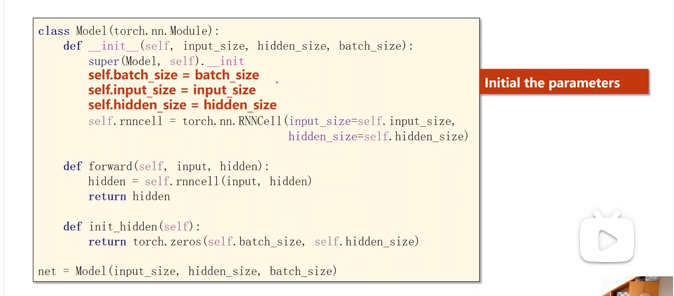 class Model(torch.nn.Module):
def __init__(self, input_size, hidden_size, batch_size):
super(Model, self).__init
self.batch_size = batch_size
self.input_size = input_size
self.hidden_size = hidden_size
Initial the parameters
self.rnncell = torch.nn.RNNCell(input_size=self.input_size,
hidden_size=self.hidden_size)
def forward(self, input, hidden):
hidden = self.rnncell(input, hidden)
return hidden
def init_hidden(self):
return torch.zeros(self.batch_size, self.hidden_size)
net = Model(input_size, hidden_size, batch_size)